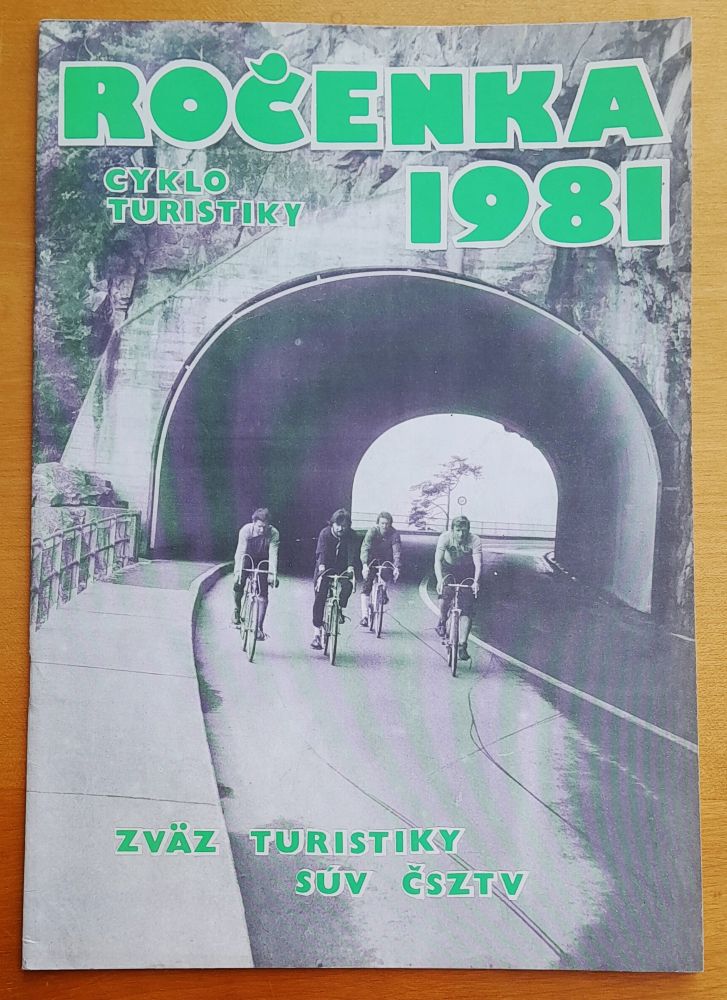 ROČENKA
CYKLO
TURISTIKY
1981
ZVÄZ TURISTIKY
SÚV ČSZTV